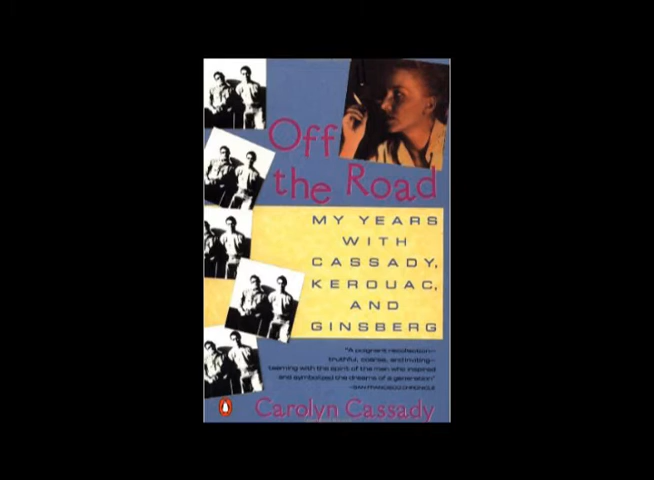 Off
the Road
MY YEARS
WITH
CASSADY,
KEROUAC,
AND
GINSBERG
"A poignant recollection—
truthful, coarse, and inviting—
teeming with the spirit of the men who inspired
and symbolized the dreams of a generation"
—SAN FRANCISCO CHRONICLE
Carolyn Cassady